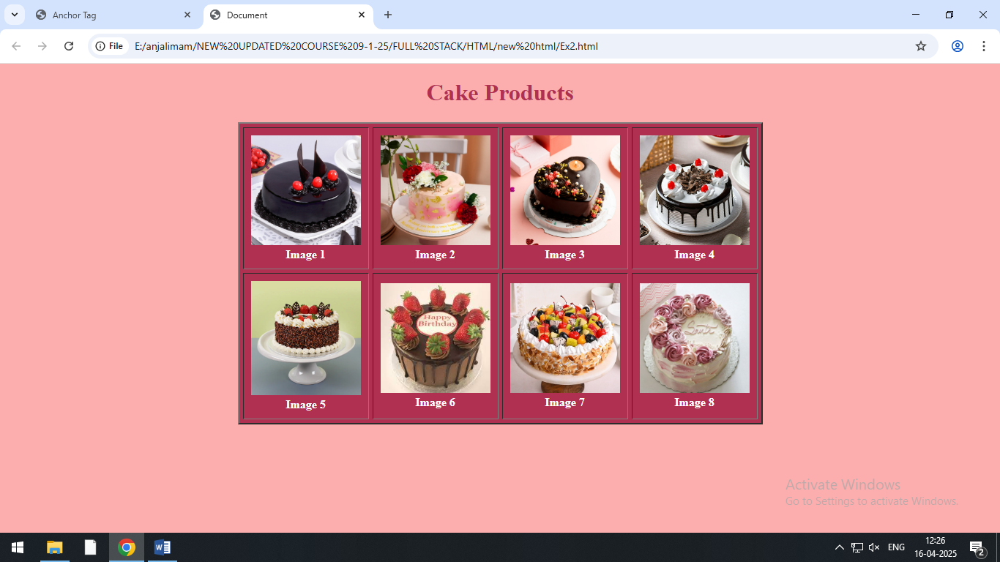 Anchor Tag
Document
File
E:/anjalimam/NEW%20UPDATED%20COURSE%209-1-25/FULL%20STACK/HTML/new%20html/Ex2.html
Cake Products
Image 1
Image 2
Image 3
Image 4
Happy
Birthday
Image 5
Image 6
Image 7
Image 8
Activate Windows
Go to Settings to activate Windows.
ENG
12:26
16-04-2025
2